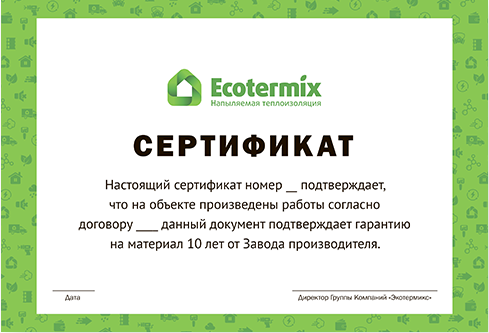 Ecotermix
Напыляемая теплоизоляция
СЕРТИФИКАТ
Настоящий сертификат номер __ подтверждает,
что на объекте произведены работы согласно
договору ___ данный документ подтверждает гарантию
на материал 10 лет от Завода производителя.
Дата
Директор Группы Компаний «Экотермикс»